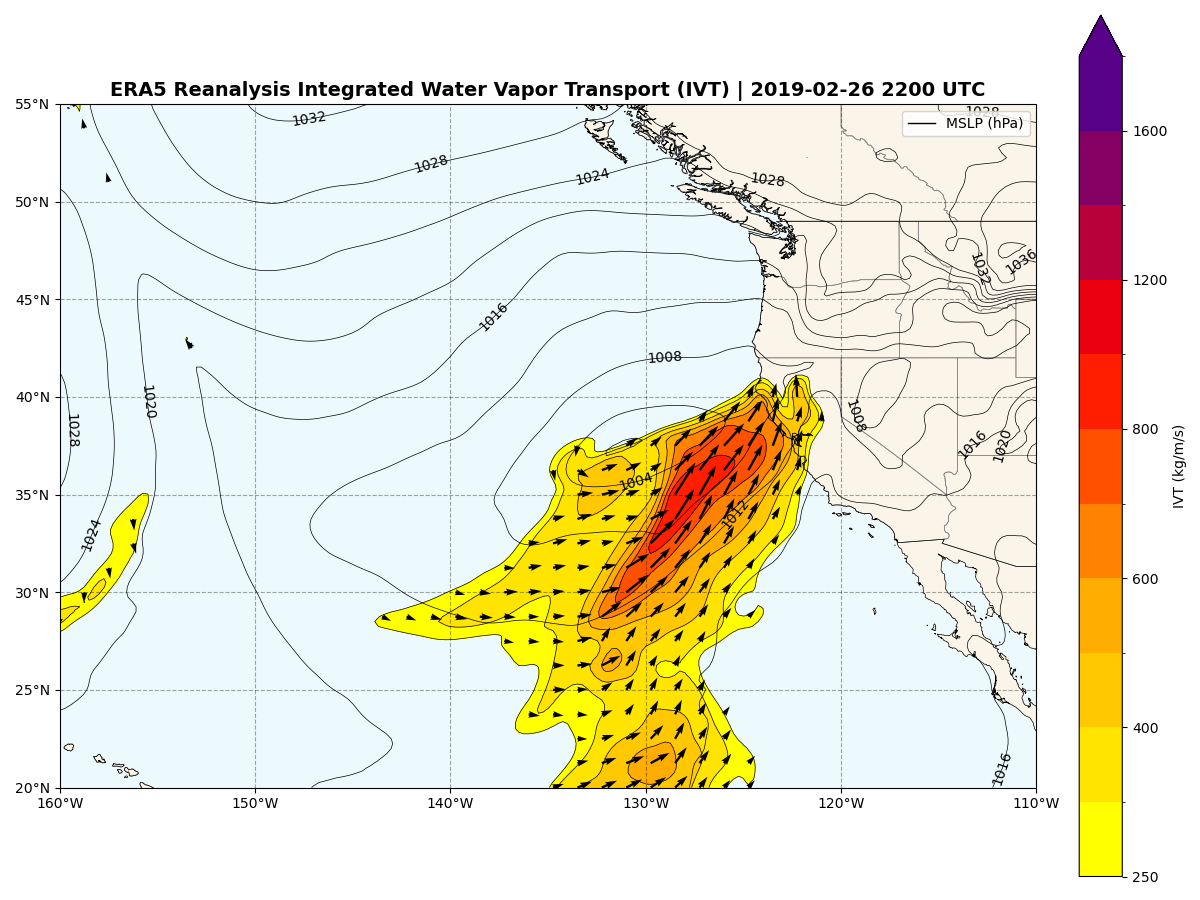 ERA5 Reanalysis Integrated Water Vapor Transport (IVT) | 2019-02-26 2200 UTC
MSLP (hPa)
55°N
50°N
45°N
40°N
35°N
30°N
25°N
20°N
160°W
150°W
140°W
130°W
120°W
110°W
1032
1028
1028
1024
1028
1036
1032
1016
1008
1020
1028
1008
1016
1020
1004
1012
1024
1016
1600
1200
800
600
400
250
IVT (kg/m/s)